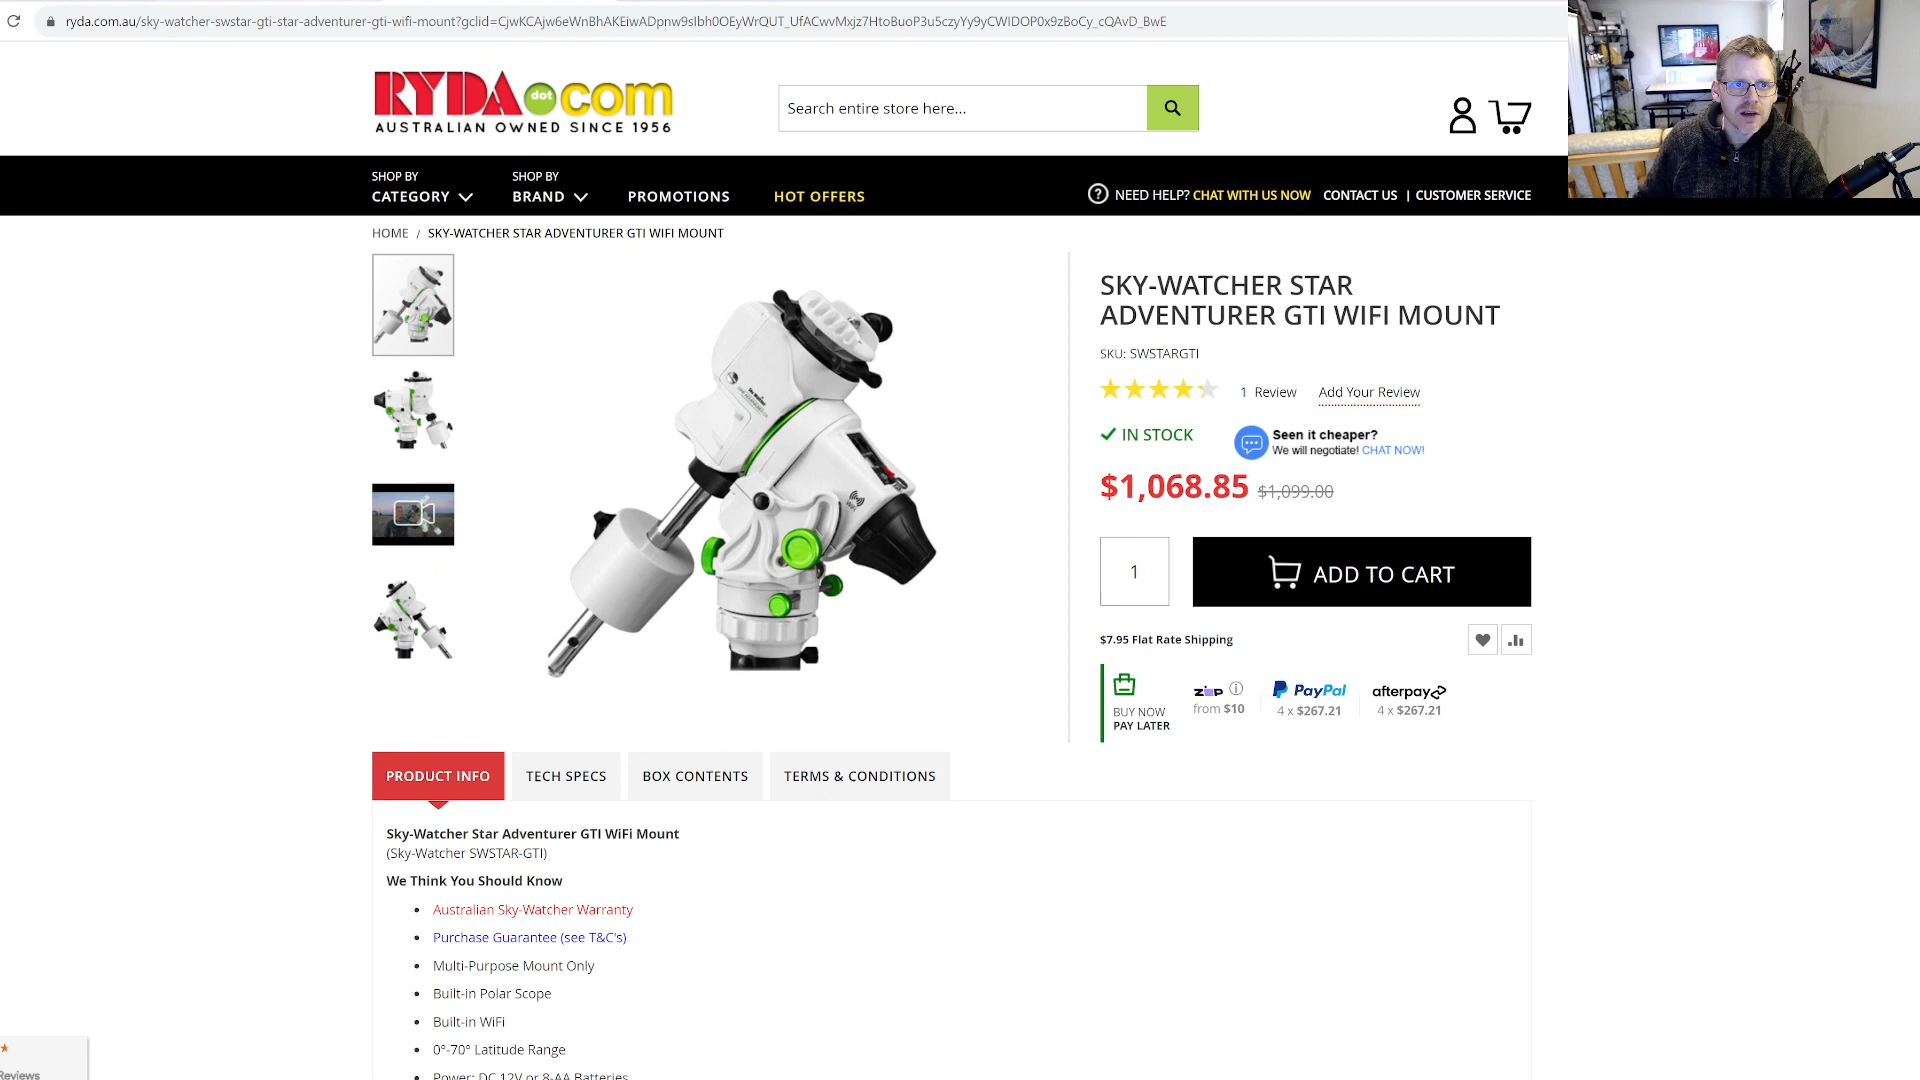 ryda.com.au/sky-watcher-swstar-gti-star-adventurer-gti-wifi-mount?gclid=CjwKCAjw6eWnBhAKEiwADpnw9slbh0OEyWrQUT_UfACwvMxjz7HtoBuoP3u5czyYy9yCWIDOP0x9zBoCy_cQAvD_BwE
RYDA dot com
AUSTRALIAN OWNED SINCE 1956
Search entire store here...
SHOP BY
CATEGORY
SHOP BY
BRAND
PROMOTIONS
HOT OFFERS
NEED HELP? CHAT WITH US NOW
CONTACT US | CUSTOMER SERVICE
HOME / SKY-WATCHER STAR ADVENTURER GTI WIFI MOUNT
SKY-WATCHER STAR
ADVENTURER GTI WIFI MOUNT
SKU: SWSTARGTI
1 Review
Add Your Review
IN STOCK
Seen it cheaper?
We will negotiate! CHAT NOW!
$1,068.85 $1,099.00
1
ADD TO CART
$7.95 Flat Rate Shipping
BUY NOW
PAY LATER
zip
from $10
PayPal
4 x $267.21
afterpay
4 x $267.21
PRODUCT INFO
TECH SPECS
BOX CONTENTS
TERMS & CONDITIONS
Sky-Watcher Star Adventurer GTI WiFi Mount
(Sky-Watcher SWSTAR-GTI)
We Think You Should Know
Australian Sky-Watcher Warranty
Purchase Guarantee (see T&C's)
Multi-Purpose Mount Only
Built-in Polar Scope
Built-in WiFi
0°-70° Latitude Range
Power: DC 12V or 8-AA Batteries
Reviews